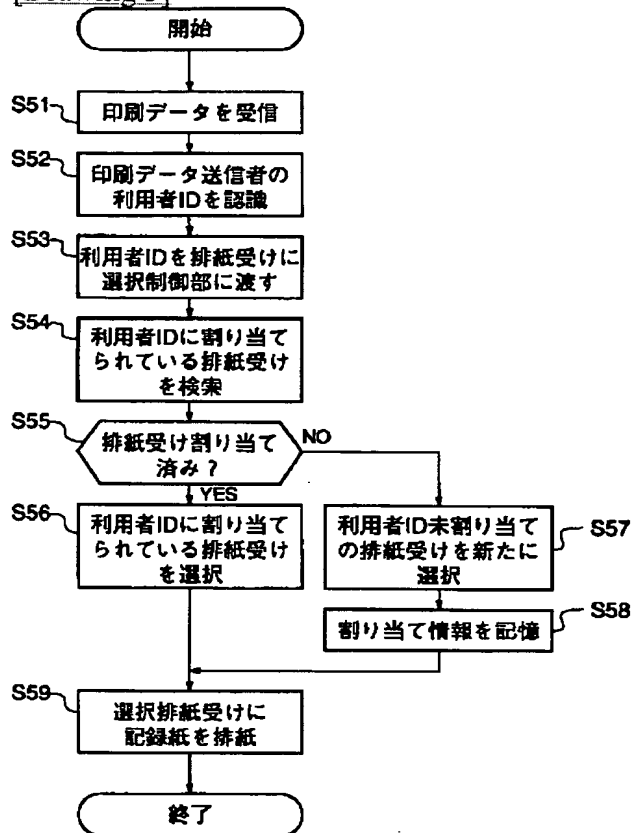 開始
S51
印刷データを受信
S52
印刷データ送信者の
利用者IDを認識
S53
利用者IDを排紙受けに
選択制御部に渡す
S54
利用者IDに割り当て
られている排紙受け
を検索
S55
排紙受け割り当て
済み?
NO
YES
S56
利用者IDに割り当て
られている排紙受け
を選択
利用者ID未割り当て
の排紙受けを新たに
選択
S57
割り当て情報を記憶
S58
S59
選択排紙受けに
記録紙を排紙
終了